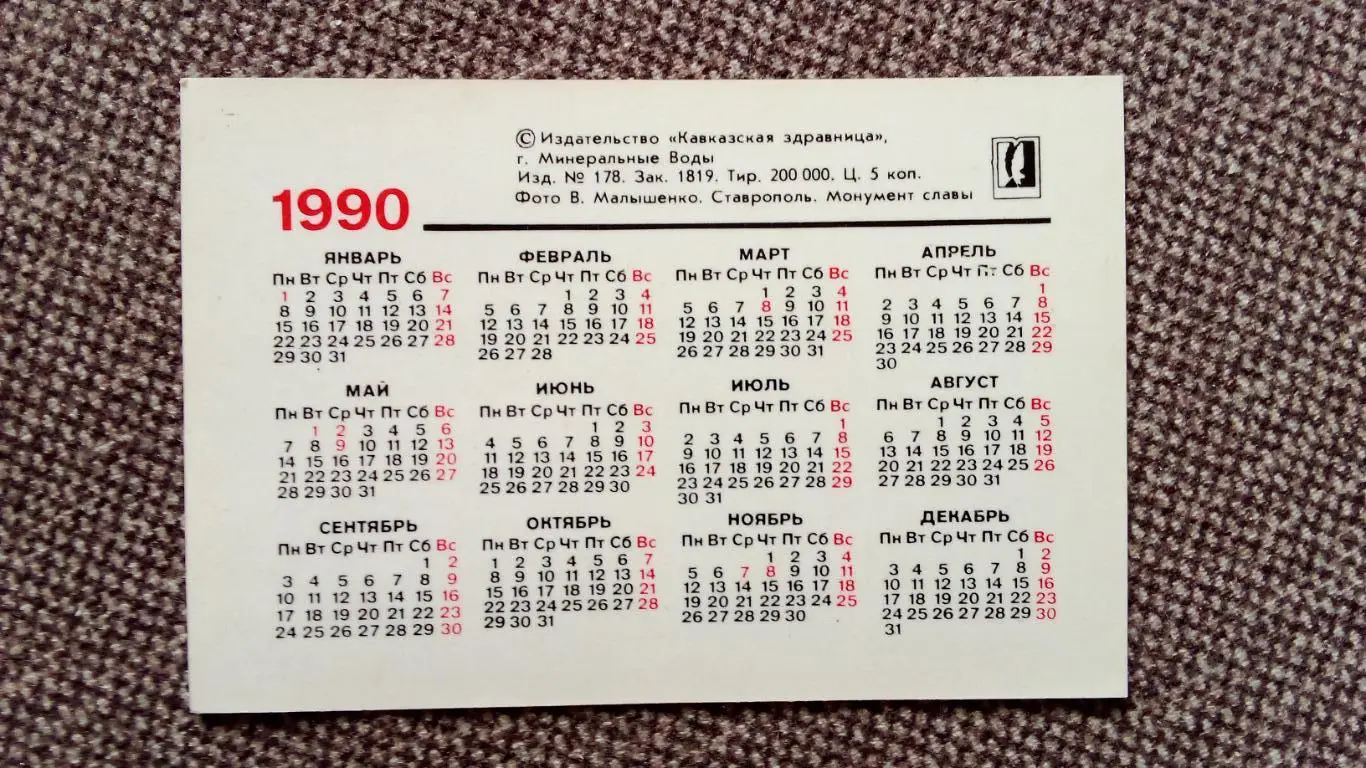 © Издательство «Кавказская здравница»,
г. Минеральные Воды
Изд. № 178. Зак. 1819. Тир. 200 000. Ц. 5 коп.
Фото В. Малышенко. Ставрополь. Монумент славы
1990
ЯНВАРЬ
Пн Вт Ср Чт Пт Сб Вс
1 2 3 4 5 6 7
8 9 10 11 12 13 14
15 16 17 18 19 20 21
22 23 24 25 26 27 28
29 30 31
ФЕВРАЛЬ
Пн Вт Ср Чт Пт Сб Вс
1 2 3 4
5 6 7 8 9 10 11
12 13 14 15 16 17 18
19 20 21 22 23 24 25
26 27 28
МАРТ
Пн Вт Ср Чт Пт Сб Вс
1 2 3 4
5 6 7 8 9 10 11
12 13 14 15 16 17 18
19 20 21 22 23 24 25
26 27 28 29 30 31
АПРЕЛЬ
Пн Вт Ср Чт Пт Сб Вс
1
2 3 4 5 6 7 8
9 10 11 12 13 14 15
16 17 18 19 20 21 22
23 24 25 26 27 28 29
30
МАЙ
Пн Вт Ср Чт Пт Сб Вс
1 2 3 4 5 6
7 8 9 10 11 12 13
14 15 16 17 18 19 20
21 22 23 24 25 26 27
28 29 30 31
ИЮНЬ
Пн Вт Ср Чт Пт Сб Вс
1 2 3
4 5 6 7 8 9 10
11 12 13 14 15 16 17
18 19 20 21 22 23 24
25 26 27 28 29 30
ИЮЛЬ
Пн Вт Ср Чт Пт Сб Вс
1
2 3 4 5 6 7 8
9 10 11 12 13 14 15
16 17 18 19 20 21 22
23 24 25 26 27 28 29
30 31
АВГУСТ
Пн Вт Ср Чт Пт Сб Вс
1 2 3 4 5
6 7 8 9 10 11 12
13 14 15 16 17 18 19
20 21 22 23 24 25 26
27 28 29 30 31
СЕНТЯБРЬ
Пн Вт Ср Чт Пт Сб Вс
1 2
3 4 5 6 7 8 9
10 11 12 13 14 15 16
17 18 19 20 21 22 23
24 25 26 27 28 29 30
ОКТЯБРЬ
Пн Вт Ср Чт Пт Сб Вс
1 2 3 4 5 6 7
8 9 10 11 12 13 14
15 16 17 18 19 20 21
22 23 24 25 26 27 28
29 30 31
НОЯБРЬ
Пн Вт Ср Чт Пт Сб Вс
1 2 3 4
5 6 7 8 9 10 11
12 13 14 15 16 17 18
19 20 21 22 23 24 25
26 27 28 29 30
ДЕКАБРЬ
Пн Вт Ср Чт Пт Сб Вс
1 2
3 4 5 6 7 8 9
10 11 12 13 14 15 16
17 18 19 20 21 22 23
24 25 26 27 28 29 30
31